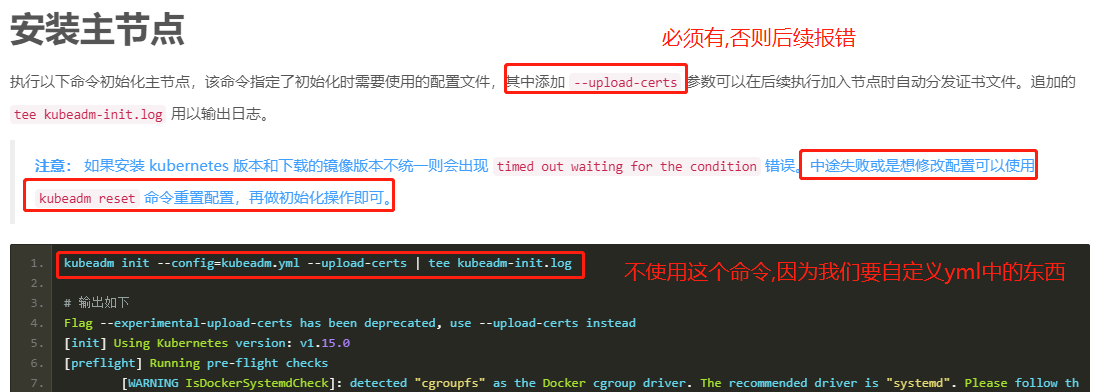 安装主节点
必须有,否则后续报错
执行以下命令初始化主节点，该命令指定了初始化时需要使用的配置文件，其中添加 --upload-certs 参数可以在后续执行加入节点时自动分发证书文件。追加的
tee kubeadm-init.log 用以输出日志。
注意： 如果安装 kubernetes 版本和下载的镜像版本不统一则会出现 timed out waiting for the condition 错误。中途失败或是想修改配置可以使用
kubeadm reset 命令重置配置，再做初始化操作即可。
1. kubeadm init --config=kubeadm.yml --upload-certs | tee kubeadm-init.log
不使用这个命令,因为我们要自定义yml中的东西
2.
3. # 输出如下
4. Flag --experimental-upload-certs has been deprecated, use --upload-certs instead
5. [init] Using Kubernetes version: v1.15.0
6. [preflight] Running pre-flight checks
7. [WARNING IsDockerSystemdCheck]: detected "cgroupfs" as the Docker cgroup driver. The recommended driver is "systemd". Please follow th